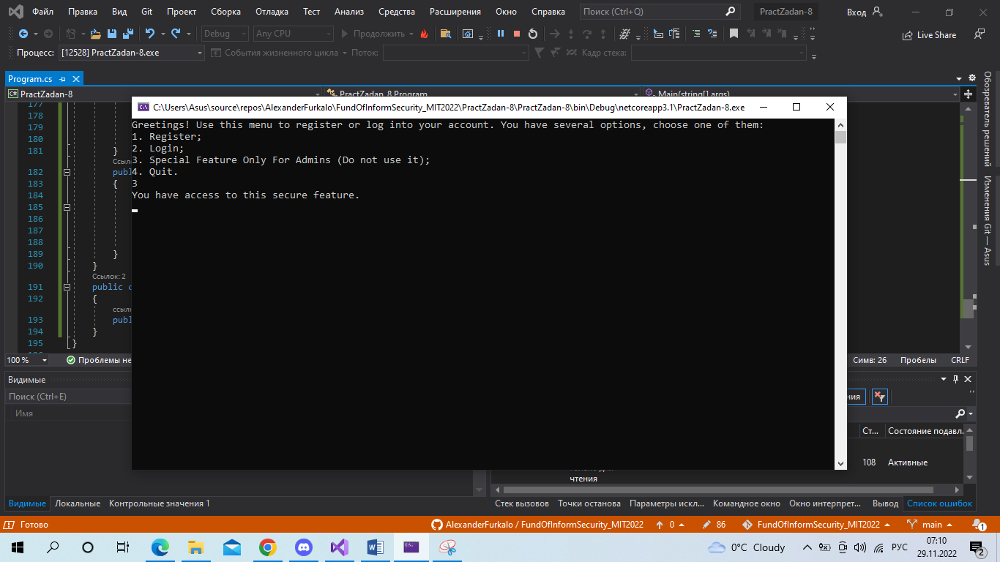 Файл Правка Вид Git Проект Сборка Отладка Тест Анализ Средства Расширения Окно Справка Поиск (Ctrl+Q) PractZadan-8 Вход
Debug Any CPU Продолжить Live Share
Процесс: [12528] PractZadan-8.exe События жизненного цикла Поток: Кадр стека:
Program.cs
PractZadan-8 PractZadan_8.Program Main(string[] args)
C:\Users\Asus\source\repos\AlexanderFurkalo\FundOfInformSecurity_MIT2022\PractZadan-8\PractZadan-8\bin\Debug\netcoreapp3.1\PractZadan-8.exe
Greetings! Use this menu to register or log into your account. You have several options, choose one of them:
1. Register;
2. Login;
3. Special Feature Only For Admins (Do not use it);
4. Quit.
3
You have access to this secure feature.
177
178
179
180
181 }
182
183 {
184
185
186
187
188
189 }
190 }
Ссылок: 2
191 public
192 {
193
194 }
195 }
Обозреватель решений
Изменения Git — Asus
100 % Проблемы не Симв: 26 Пробелы CRLF
Видимые
Поиск (Ctrl+E)
Имя
Ст... Состояние подавл.
108 Активные
чтения
Видимые Локальные Контрольные значения 1
Стек вызовов Точки останова Параметры искл... Командное окно Окно интерпрет... Вывод Список ошибок
Готово AlexanderFurkalo / FundOfInformSecurity_MIT2022 0 86 FundOfInformSecurity_MIT2022 main 1
0°C Cloudy РУС 07:10
29.11.2022 2